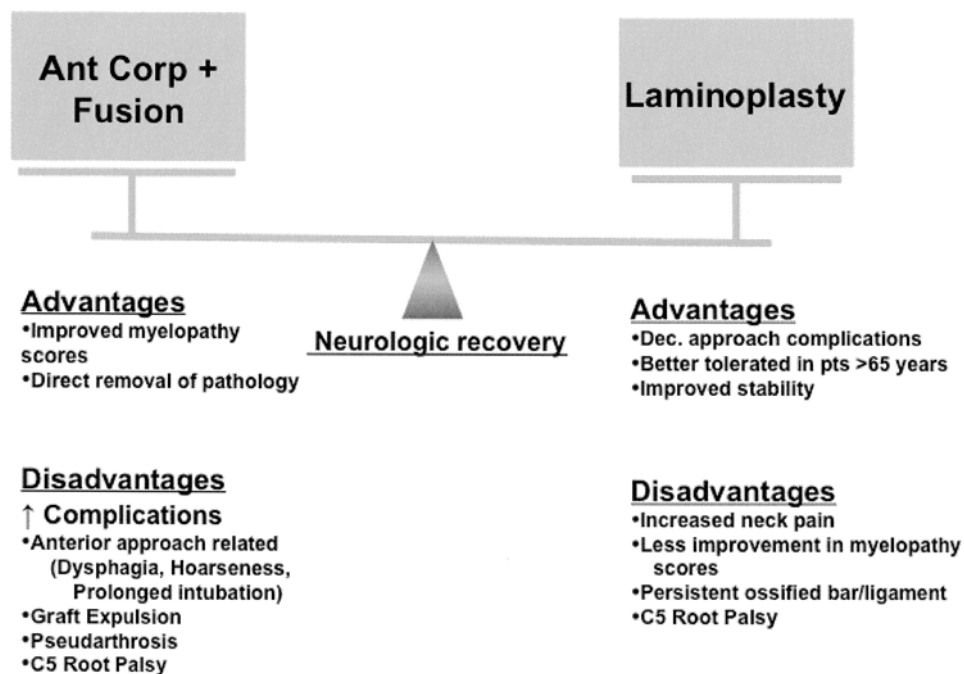 Ant Corp +
Fusion
Laminoplasty
Neurologic recovery
Advantages
•Improved myelopathy
scores
•Direct removal of pathology
Disadvantages
↑ Complications
•Anterior approach related
(Dysphagia, Hoarseness,
Prolonged intubation)
•Graft Expulsion
•Pseudarthrosis
•C5 Root Palsy
Advantages
•Dec. approach complications
•Better tolerated in pts >65 years
•Improved stability
Disadvantages
•Increased neck pain
•Less improvement in myelopathy
scores
•Persistent ossified bar/ligament
•C5 Root Palsy